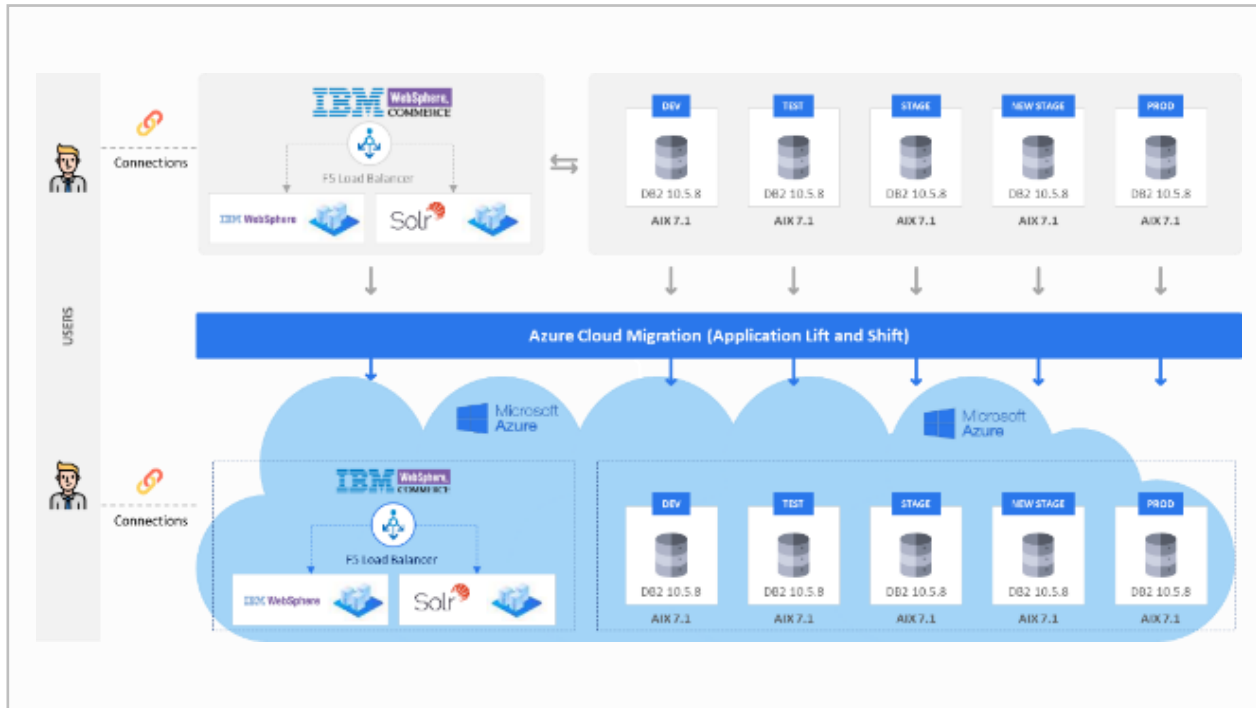 IBM WebSphere,
COMMERCE
F5 Load Balancer
IBM WebSphere
Solr
DEV
TEST
STAGE
NEW STAGE
PROD
DB2 10.5.8
DB2 10.5.8
DB2 10.5.8
DB2 10.5.8
DB2 10.5.8
AIX 7.1
AIX 7.1
AIX 7.1
AIX 7.1
AIX 7.1
Connections
USERS
Azure Cloud Migration (Application Lift and Shift)
Microsoft
Azure
Microsoft
Azure
Connections
IBM WebSphere,
COMMERCE
F5 Load Balancer
IBM WebSphere
Solr
DEV
TEST
STAGE
NEW STAGE
PROD
DB2 10.5.8
DB2 10.5.8
DB2 10.5.8
DB2 10.5.8
DB2 10.5.8
AIX 7.1
AIX 7.1
AIX 7.1
AIX 7.1
AIX 7.1